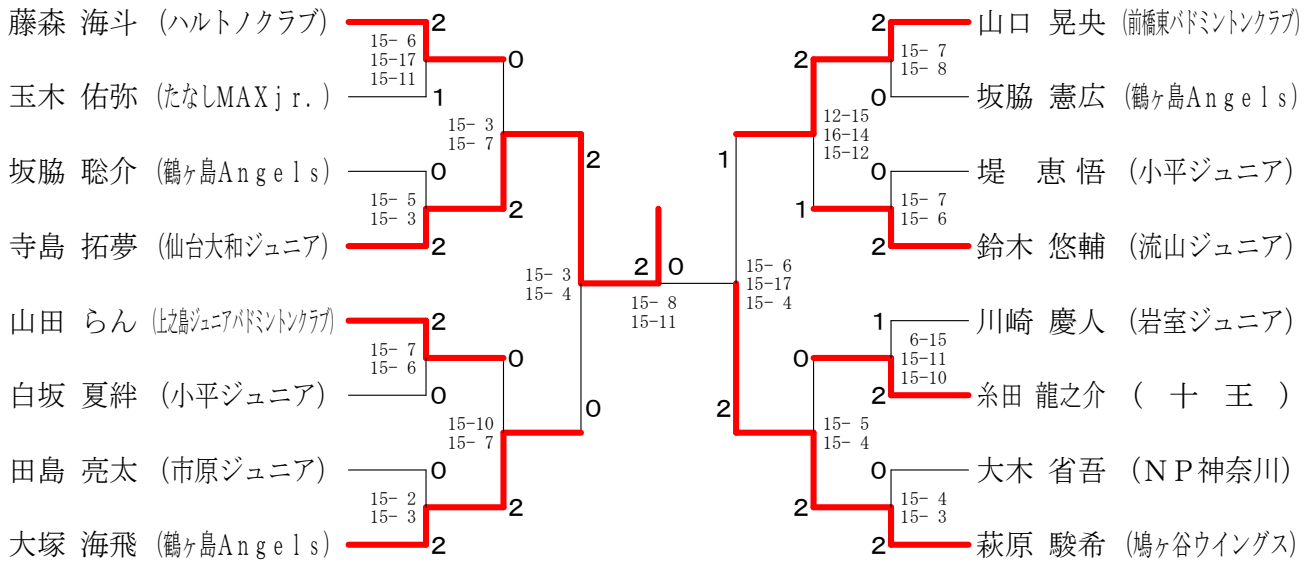 藤森 海斗 (ハルトノクラブ) 2
15- 6
15-17
15-11
0
玉木 佑弥 (たなしMAXjr.) 1
15- 3
15- 7
2
坂脇 聡介 (鶴ヶ島Angels) 0
15- 5
15- 3
2
寺島 拓夢 (仙台大和ジュニア) 2
15- 3
15- 4
山田 らん (上之島ジュニアバドミントンクラブ) 2
15- 7
15- 6
0
白坂 夏絆 (小平ジュニア) 0
15-10
15- 7
0
田島 亮太 (市原ジュニア) 0
15- 2
15- 3
2
大塚 海飛 (鶴ヶ島Angels) 2
2 0
15- 8
15-11
2 山口 晃央 (前橋東バドミントンクラブ)
15- 7
15- 8
2
0 坂脇 憲広 (鶴ヶ島Angels)
12-15
16-14
15-12
1
0 堤 恵悟 (小平ジュニア)
15- 7
15- 6
1
2 鈴木 悠輔 (流山ジュニア)
15- 6
15-17
15- 4
1 川崎 慶人 (岩室ジュニア)
6-15
15-11
15-10
0
2 糸田 龍之介 ( 十 王 )
15- 5
15- 4
2
0 大木 省吾 (NP神奈川)
15- 4
15- 3
2
2 萩原 駿希 (鳩ヶ谷ウイングス)